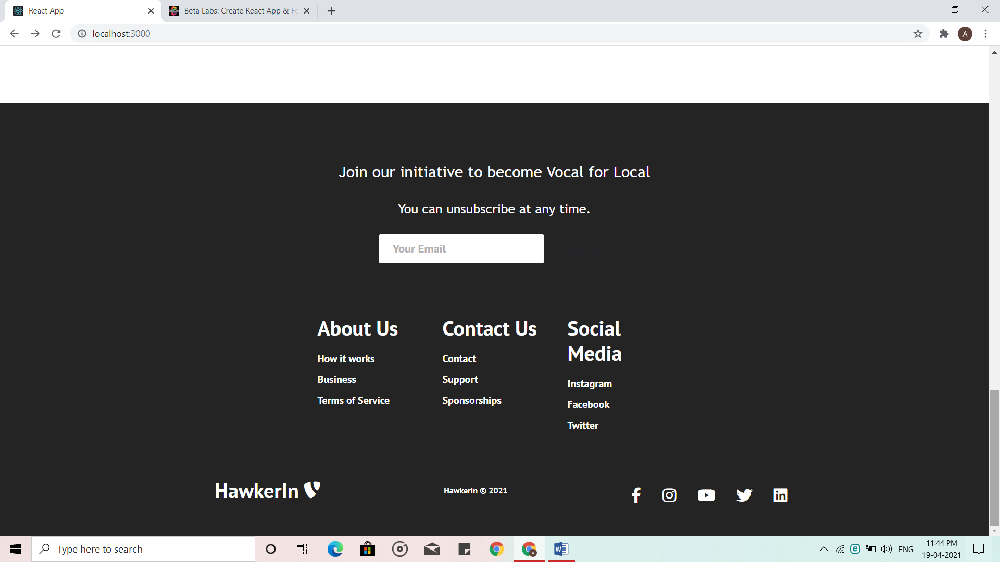 React App
Beta Labs: Create React App & Fo
localhost:3000
A
Join our initiative to become Vocal for Local
You can unsubscribe at any time.
Your Email
About Us
How it works
Business
Terms of Service
Contact Us
Contact
Support
Sponsorships
Social
Media
Instagram
Facebook
Twitter
HawkerIn
HawkerIn © 2021
Type here to search
ENG
11:44 PM
19-04-2021